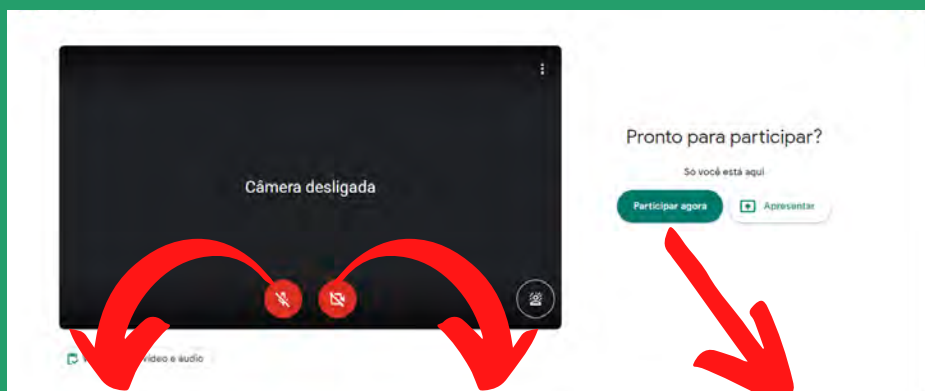 Câmera desligada
vídeo e áudio
Pronto para participar?
Só você está aqui
Participar agora
Apresentar